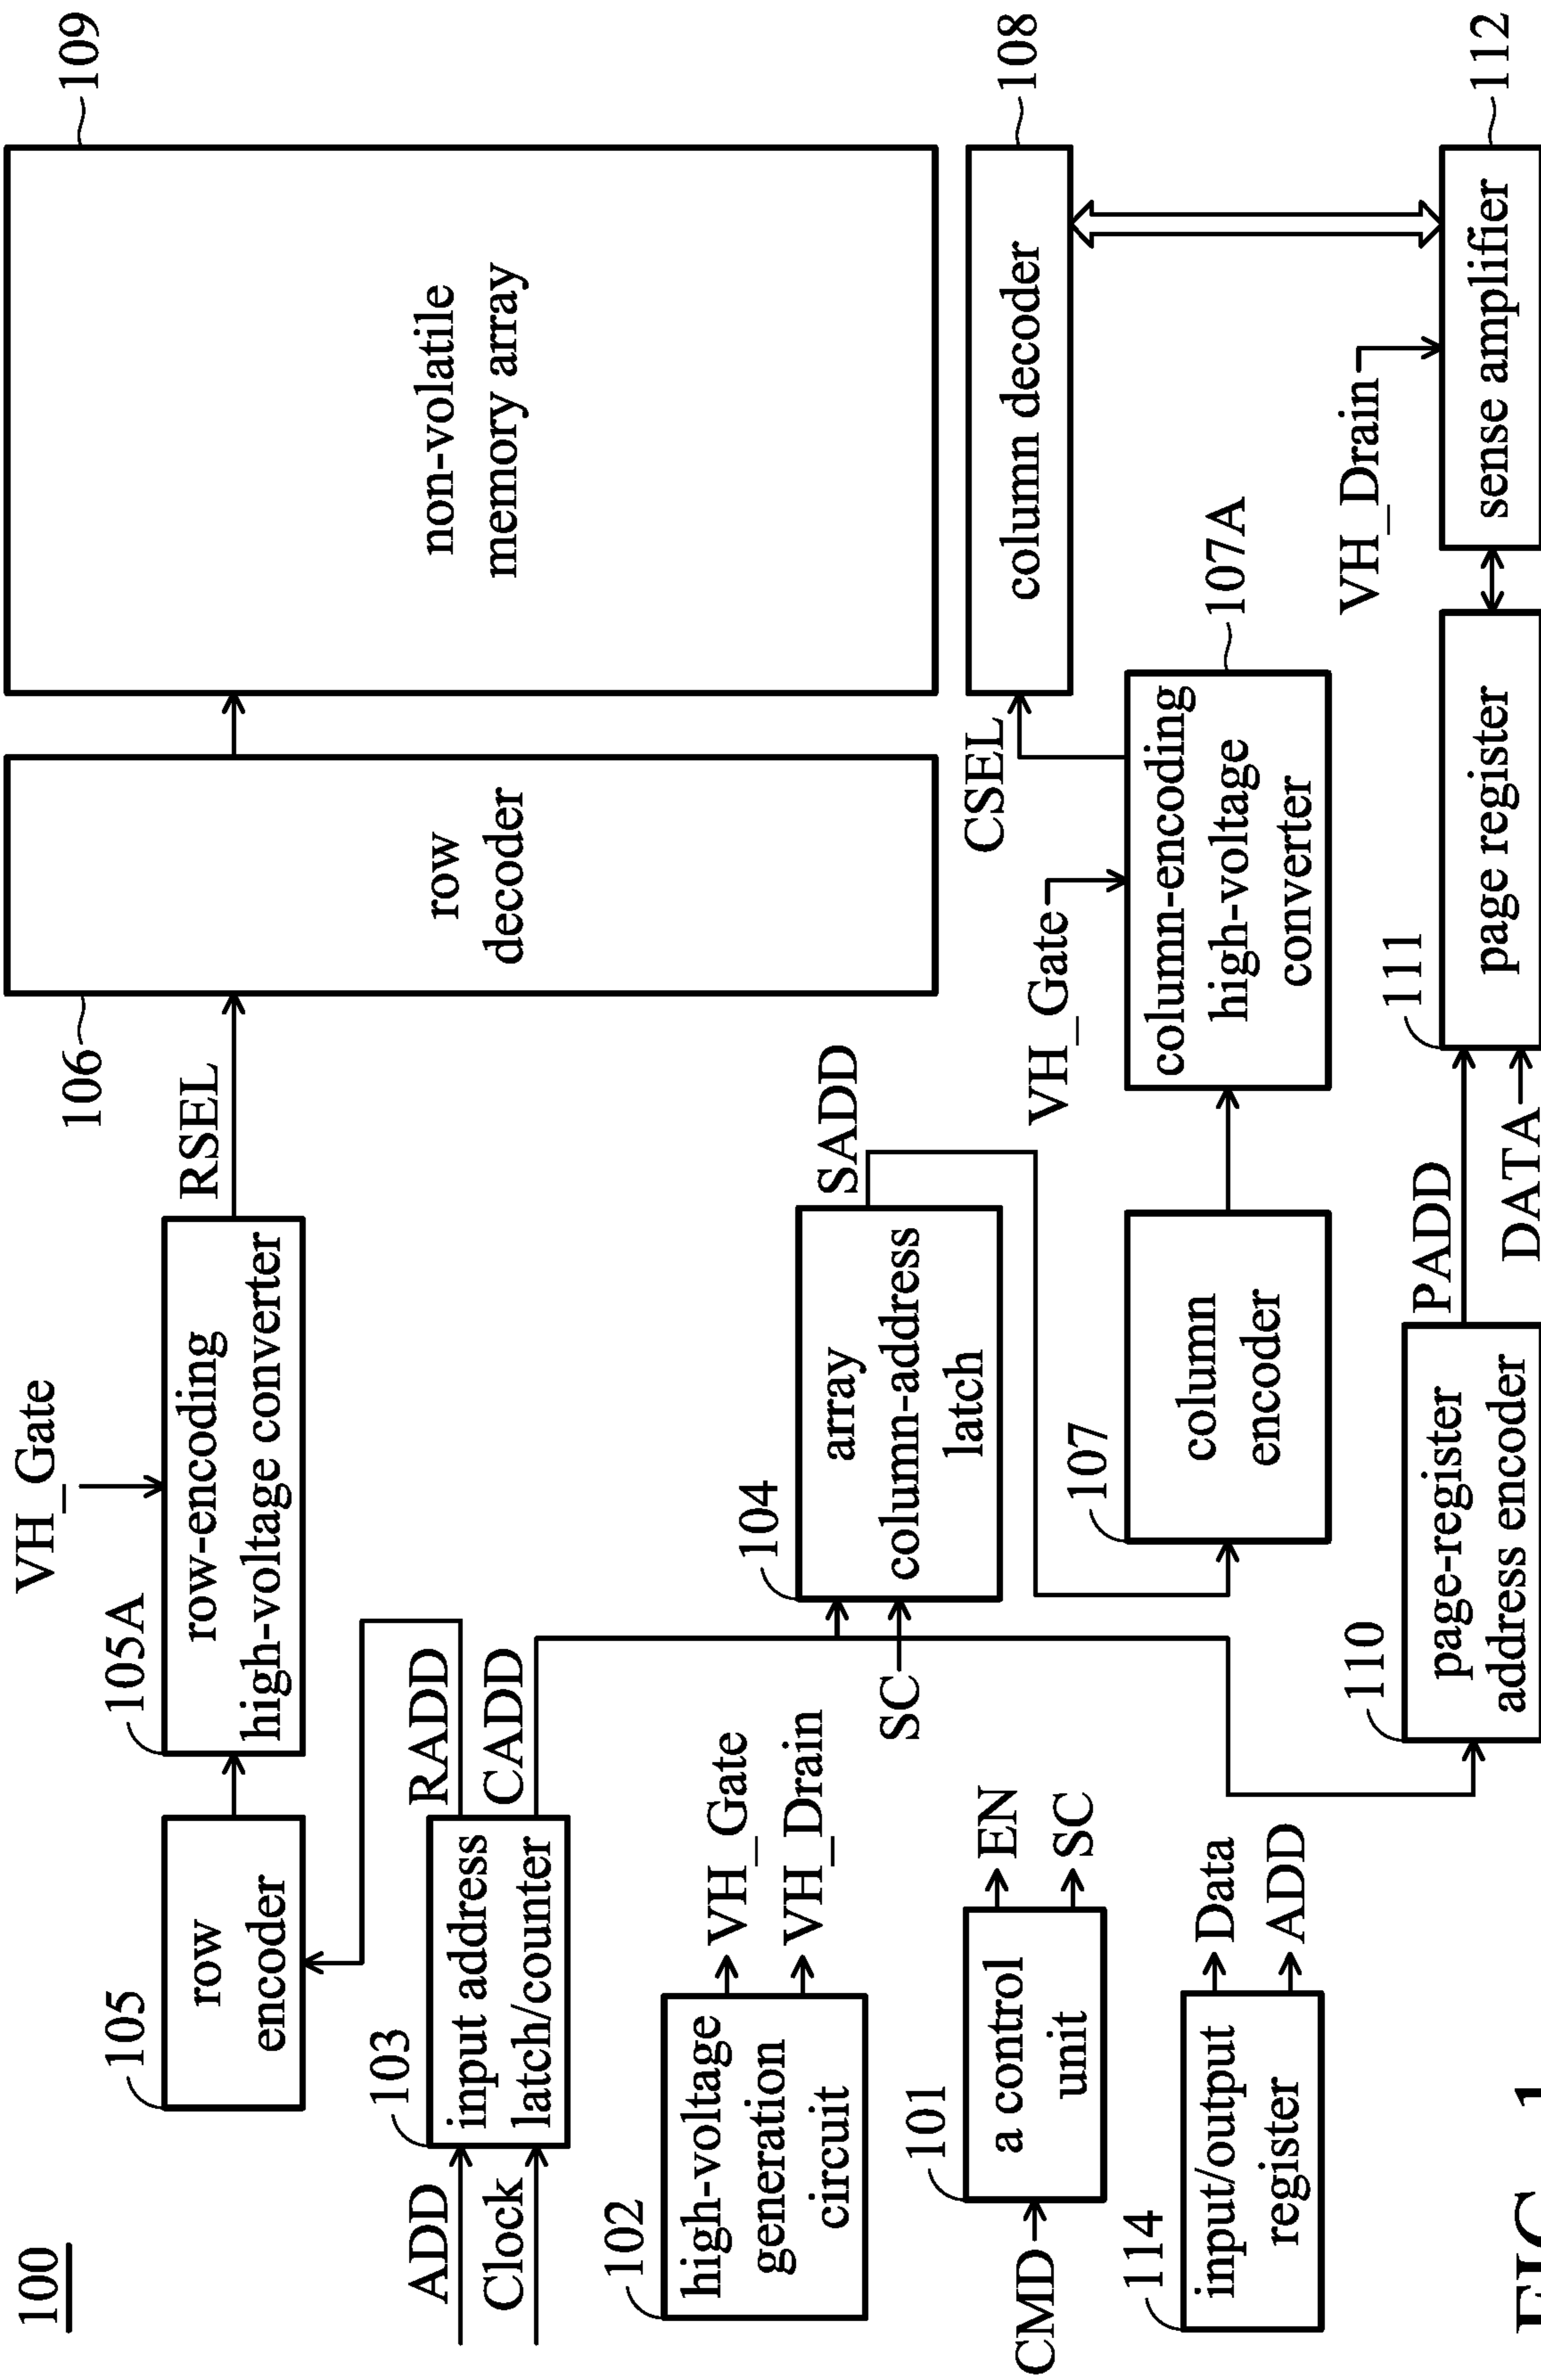 100
109
VH_Gate
105
105A
106
RSEL
row
encoder
row-encoding
high-voltage converter
row
decoder
non-volatile
memory array
103
RADD
CADD
ADD
Clock
input address
latch/counter
104
array
column-address
latch
SADD
SC
102
high-voltage
generation
circuit
VH_Gate
VH_Drain
CSEL
108
column decoder
VH_Gate
107
column
encoder
107A
column-encoding
high-voltage
converter
101
CMD
a control
unit
EN
SC
114
input/output
register
Data
ADD
110
page-register
address encoder
PADD
DATA
111
page register
VH_Drain
112
sense amplifier